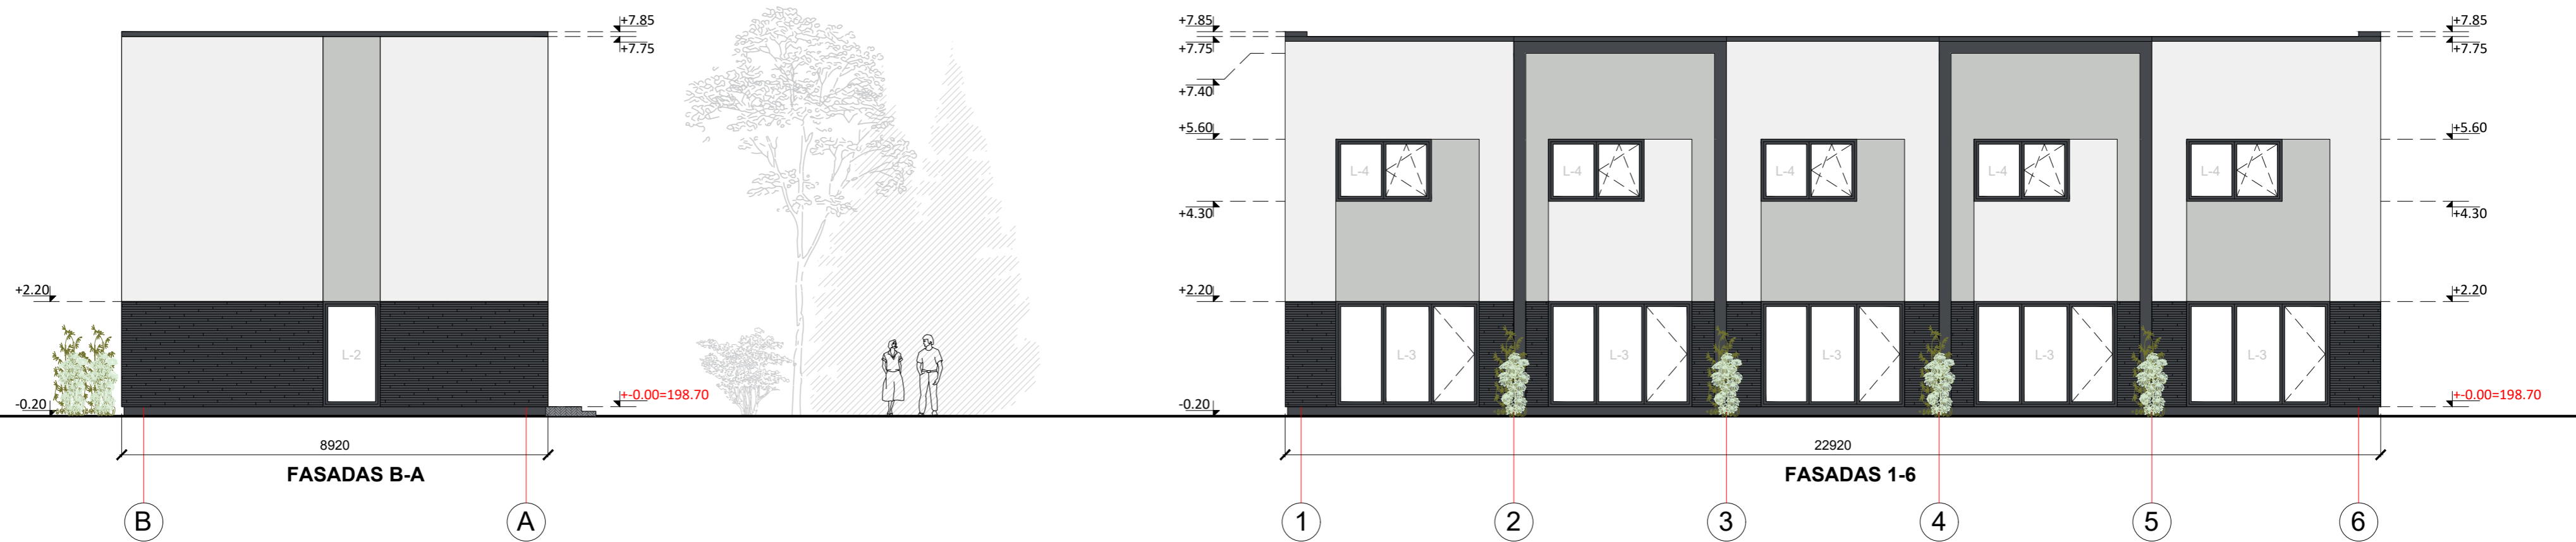 +7.85
+7.75
+2.20
-0.20
L-2
+-0.00=198.70
8920
FASADAS B-A
B
A
+7.85
+7.75
+7.40
+5.60
+4.30
+2.20
-0.20
L-4
L-4
L-4
L-4
L-4
L-3
L-3
L-3
L-3
L-3
+7.85
+7.75
+5.60
+4.30
+2.20
+-0.00=198.70
22920
FASADAS 1-6
1
2
3
4
5
6